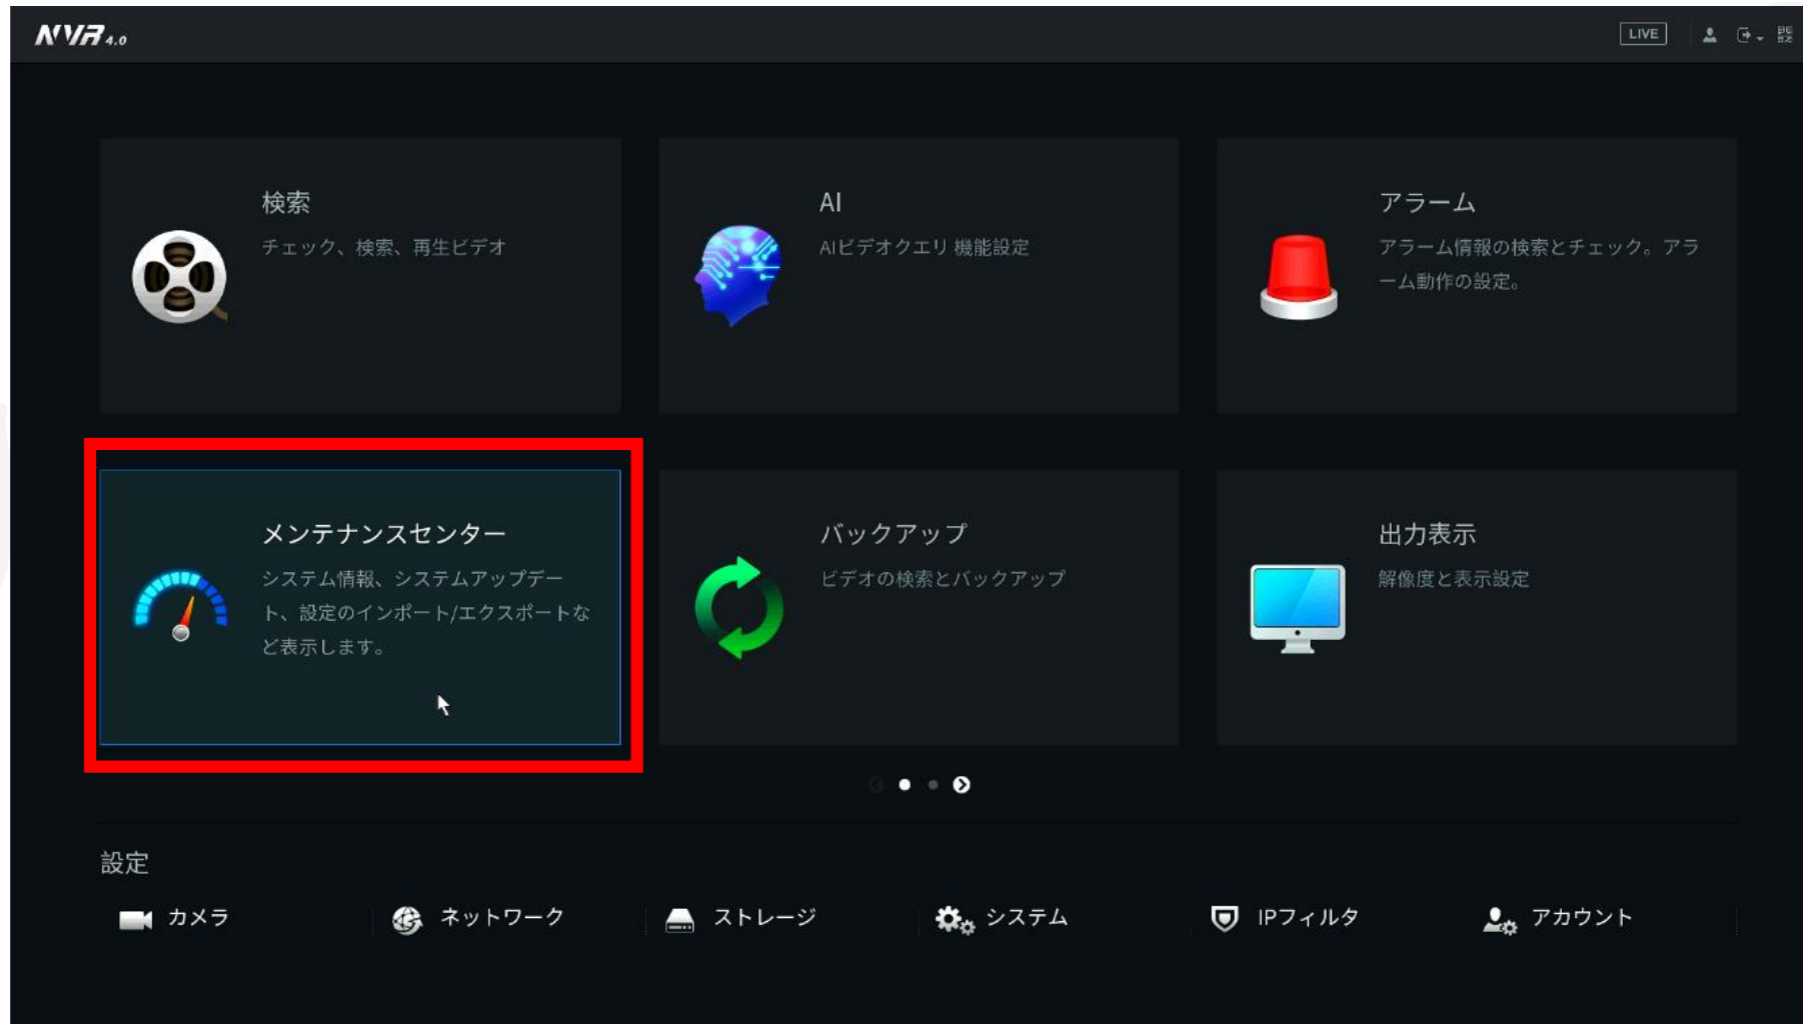 NVR 4.0
LIVE
検索
チェック、検索、再生ビデオ
AI
AIビデオクエリ 機能設定
アラーム
アラーム情報の検索とチェック。アラ
ーム動作の設定。
メンテナンスセンター
システム情報、システムアップデー
ト、設定のインポート/エクスポートな
ど表示します。
バックアップ
ビデオの検索とバックアップ
出力表示
解像度と表示設定
設定
カメラ
ネットワーク
ストレージ
システム
IPフィルタ
アカウント